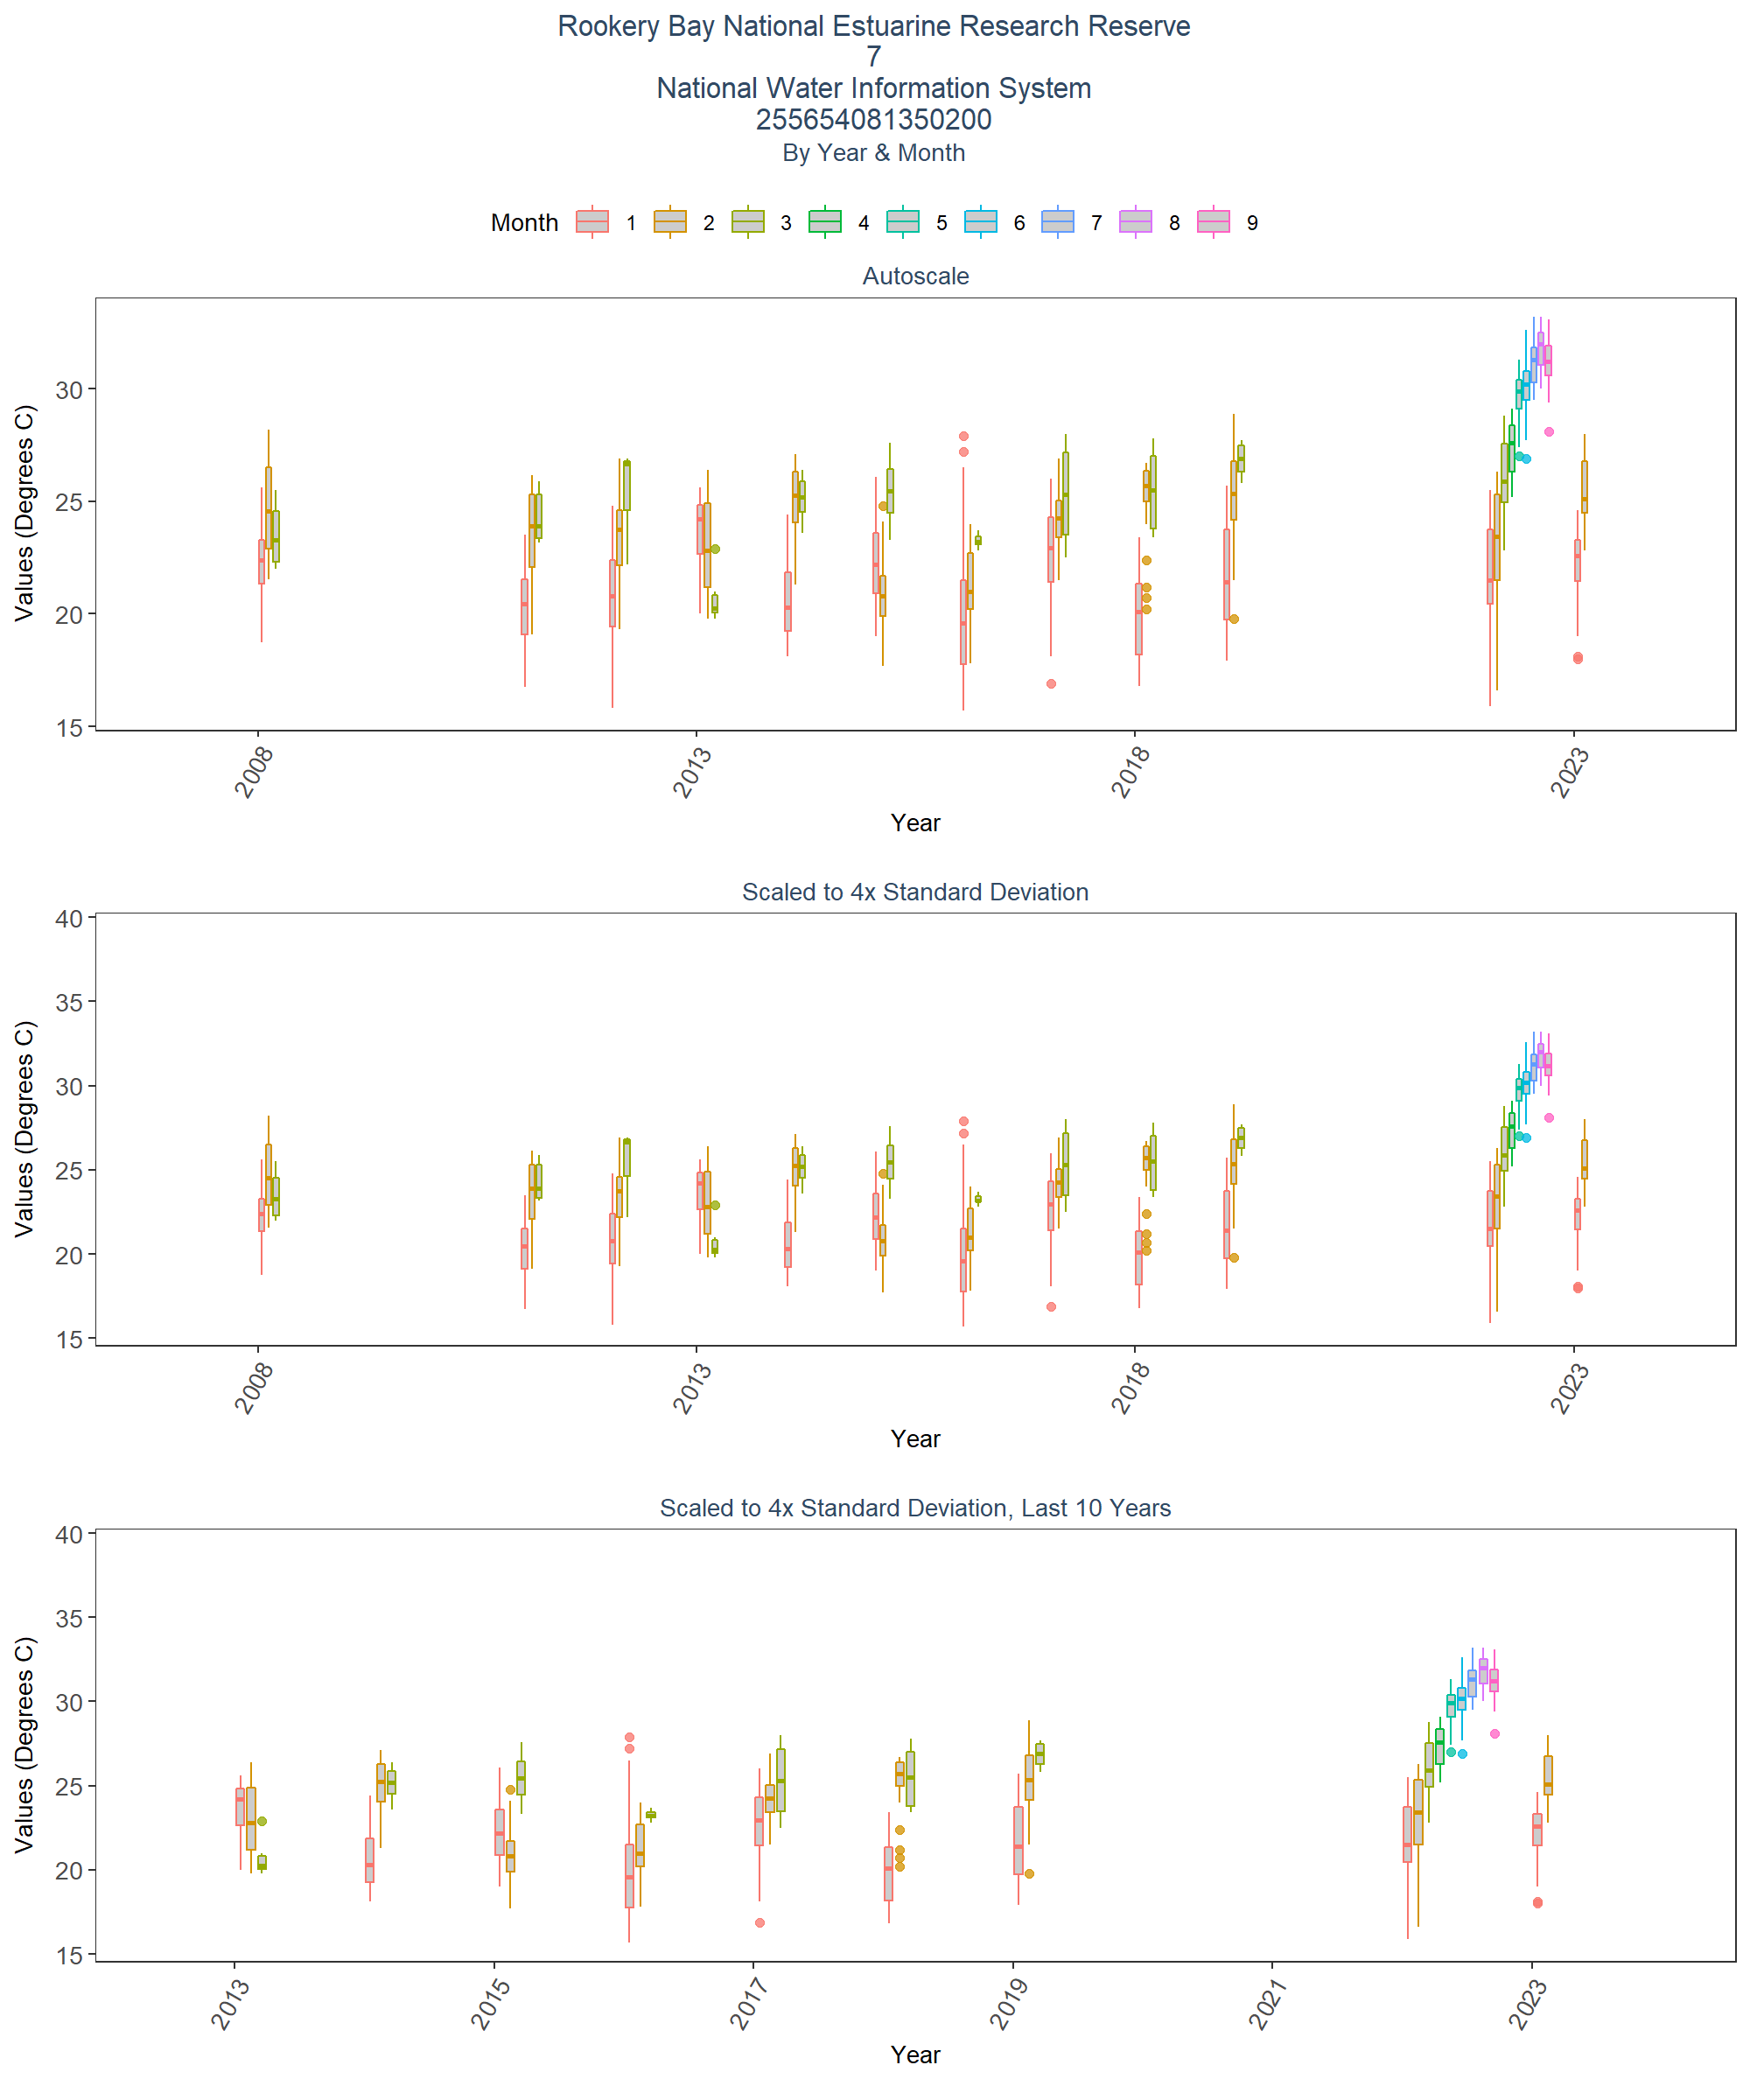 Rookery Bay National Estuarine Research Reserve
7
National Water Information System
255654081350200
By Year & Month
Month 1 2 3 4 5 6 7 8 9
Autoscale
Values (Degrees C)
30
25
20
15
2008 2013 2018 2023
Year
Scaled to 4x Standard Deviation
Values (Degrees C)
40
35
30
25
20
15
2008 2013 2018 2023
Year
Scaled to 4x Standard Deviation, Last 10 Years
Values (Degrees C)
40
35
30
25
20
15
2013 2015 2017 2019 2021 2023
Year